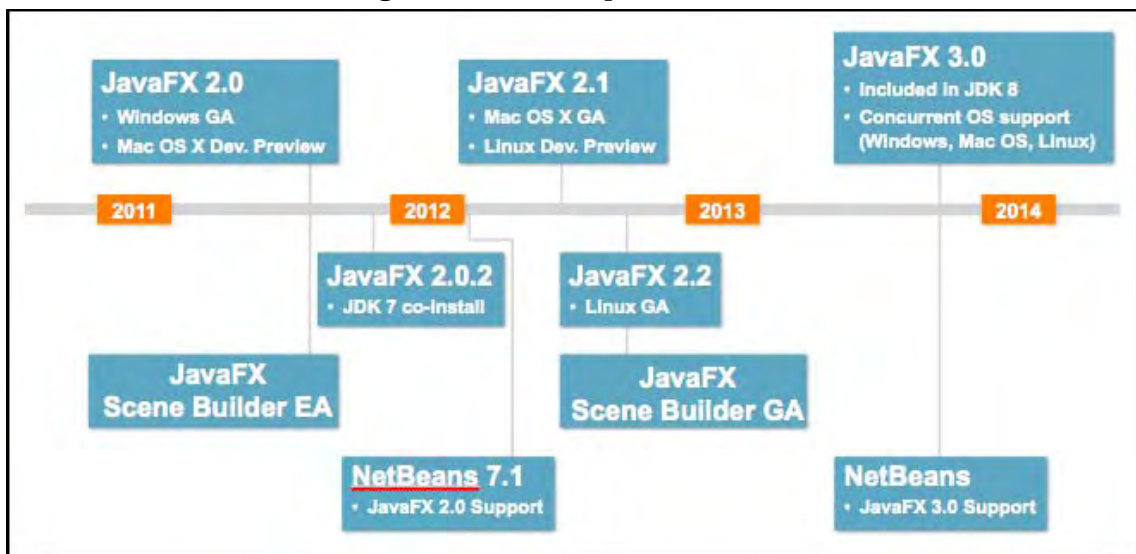 JavaFX 2.0
• Windows GA
• Mac OS X Dev. Preview
JavaFX 2.1
• Mac OS X GA
• Linux Dev. Preview
JavaFX 3.0
• Included in JDK 8
• Concurrent OS support
(Windows, Mac OS, Linux)
2011
2012
2013
2014
JavaFX 2.0.2
• JDK 7 co-install
JavaFX 2.2
• Linux GA
JavaFX
Scene Builder EA
JavaFX
Scene Builder GA
NetBeans 7.1
• JavaFX 2.0 Support
NetBeans
• JavaFX 3.0 Support